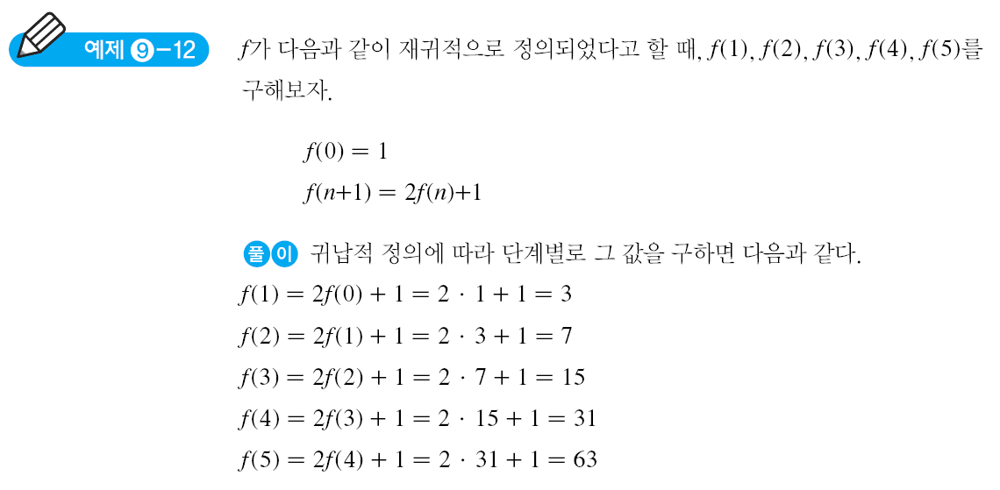 예제 9-12 f가 다음과 같이 재귀적으로 정의되었다고 할 때, f(1), f(2), f(3), f(4), f(5)를
구해보자.
f(0) = 1
f(n+1) = 2f(n)+1
풀이 귀납적 정의에 따라 단계별로 그 값을 구하면 다음과 같다.
f(1) = 2f(0) + 1 = 2 · 1 + 1 = 3
f(2) = 2f(1) + 1 = 2 · 3 + 1 = 7
f(3) = 2f(2) + 1 = 2 · 7 + 1 = 15
f(4) = 2f(3) + 1 = 2 · 15 + 1 = 31
f(5) = 2f(4) + 1 = 2 · 31 + 1 = 63